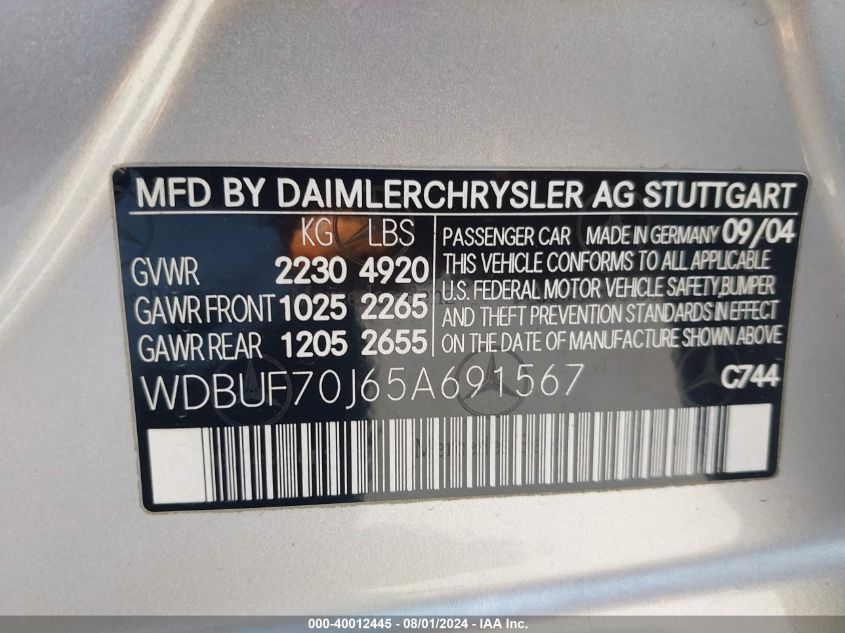 MFD BY DAIMLERCHRYSLER AG STUTTGART
KG LBS
GVWR 2230 4920
GAWR FRONT 1025 2265
GAWR REAR 1205 2655
PASSENGER CAR MADE IN GERMANY 09/04
THIS VEHICLE CONFORMS TO ALL APPLICABLE
U.S. FEDERAL MOTOR VEHICLE SAFETY,BUMPER
AND THEFT PREVENTION STANDARDS IN EFFECT
ON THE DATE OF MANUFACTURE SHOWN ABOVE
WDBUF70J65A691567 C744
000-40012445 - 08/01/2024 - IAA Inc.